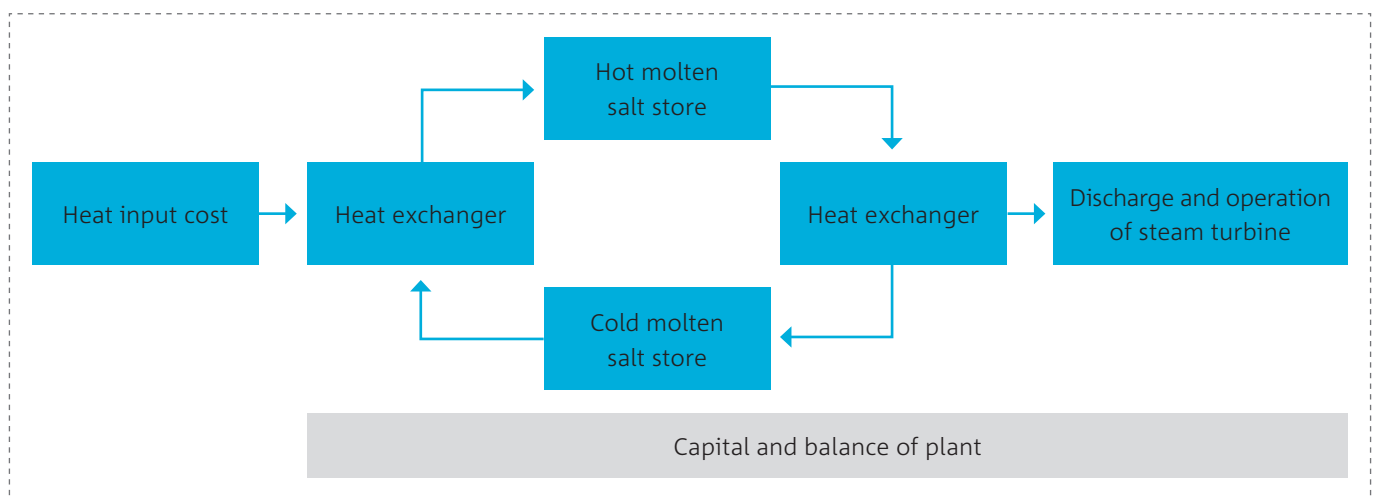 Hot molten
salt store
Heat input cost
Heat exchanger
Heat exchanger
Discharge and operation
of steam turbine
Cold molten
salt store
Capital and balance of plant